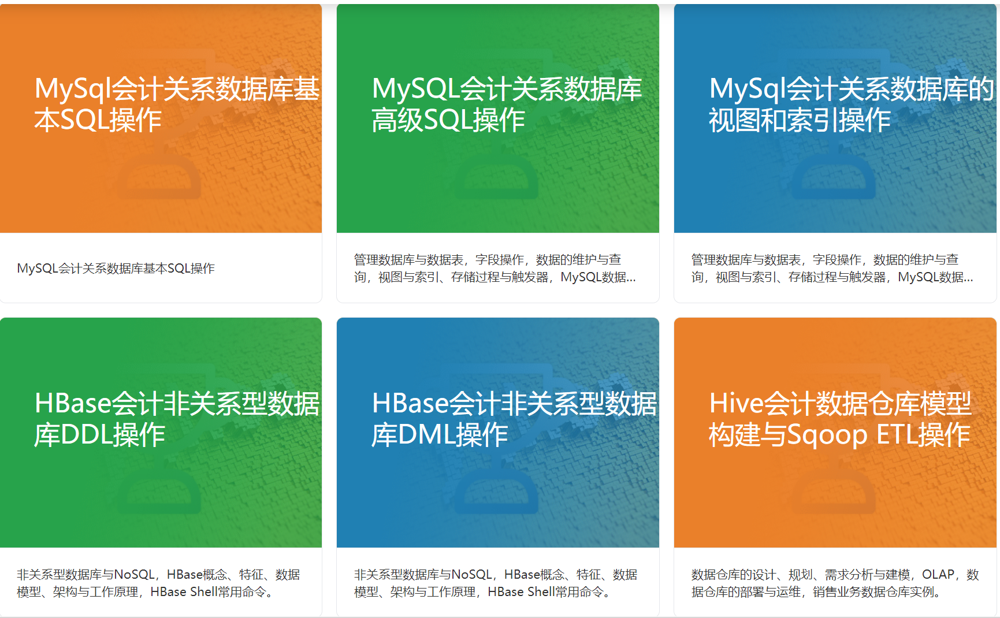 MySql会计关系数据库基
本SQL操作
MySQL会计关系数据库基本SQL操作
MySQL会计关系数据库
高级SQL操作
管理数据库与数据表，字段操作，数据的维护与查
询，视图与索引、存储过程与触发器，MySQL数据...
MySql会计关系数据库的
视图和索引操作
管理数据库与数据表，字段操作，数据的维护与查
询，视图与索引、存储过程与触发器，MySQL数据...
HBase会计非关系型数据
库DDL操作
非关系型数据库与NoSQL，HBase概念、特征、数据
模型、架构与工作原理，HBase Shell常用命令。
HBase会计非关系型数据
库DML操作
非关系型数据库与NoSQL，HBase概念、特征、数据
模型、架构与工作原理，HBase Shell常用命令。
Hive会计数据仓库模型
构建与Sqoop ETL操作
数据仓库的设计、规划、需求分析与建模，OLAP，数
据仓库的部署与运维，销售业务数据仓库实例。